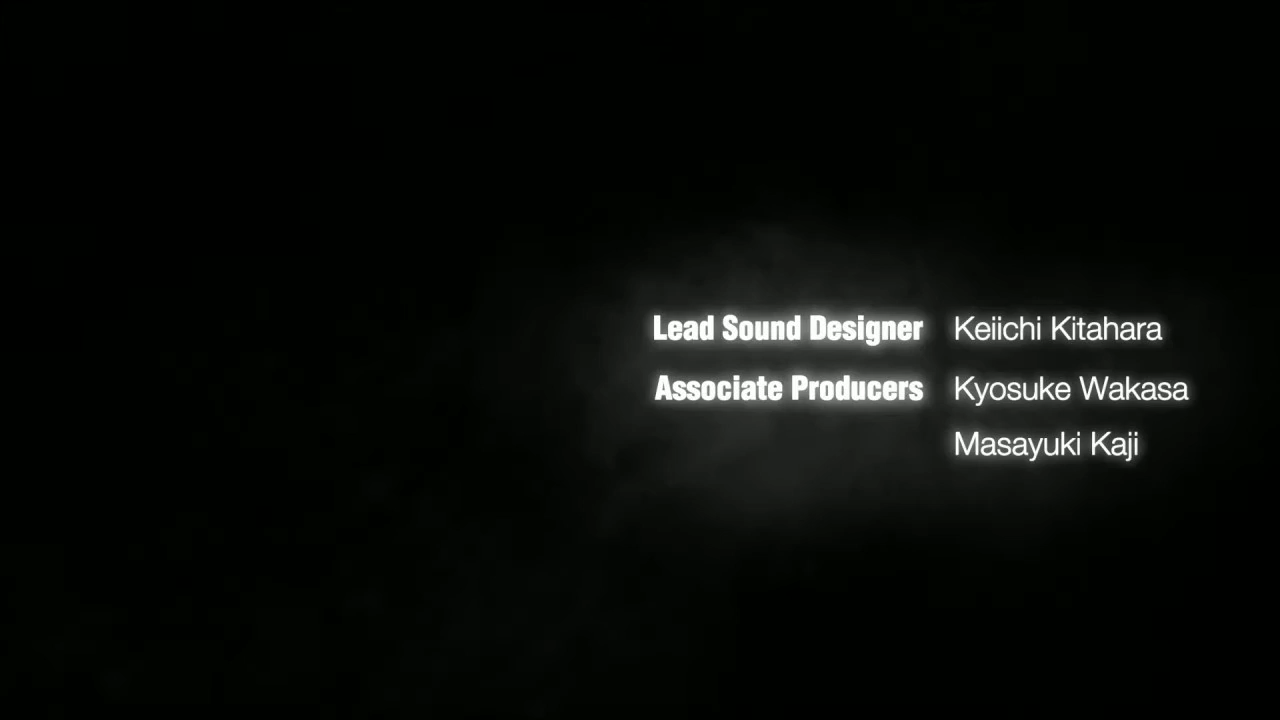 Lead Sound Designer Keiichi Kitahara
Associate Producers Kyosuke Wakasa
Masayuki Kaji